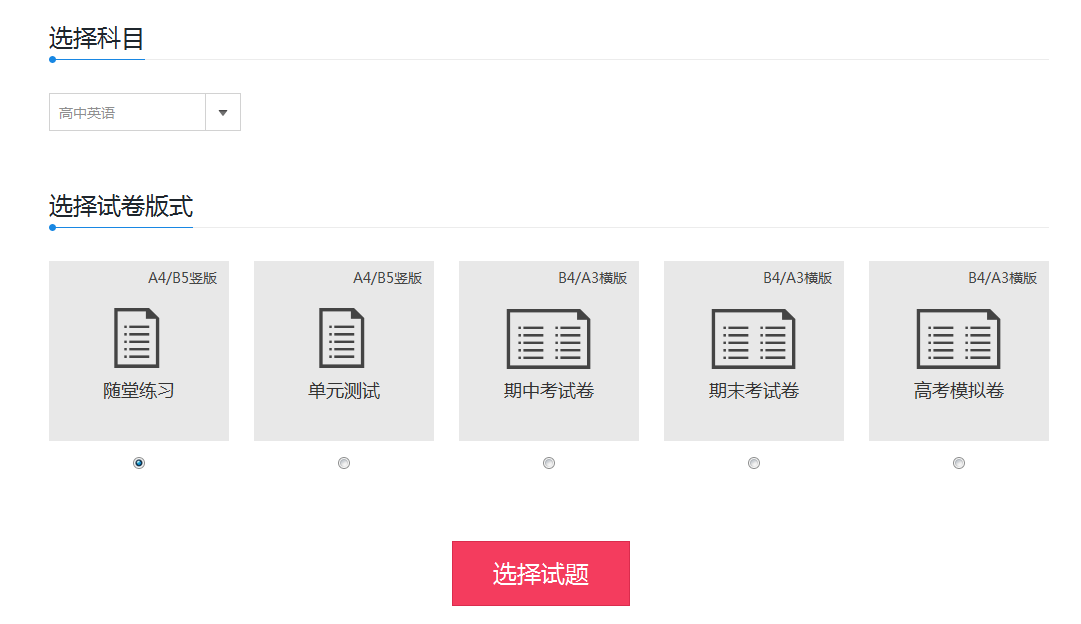 选择科目
高中英语
选择试卷版式
A4/B5竖版
随堂练习
A4/B5竖版
单元测试
B4/A3横版
期中考试卷
B4/A3横版
期末考试卷
B4/A3横版
高考模拟卷
选择试题